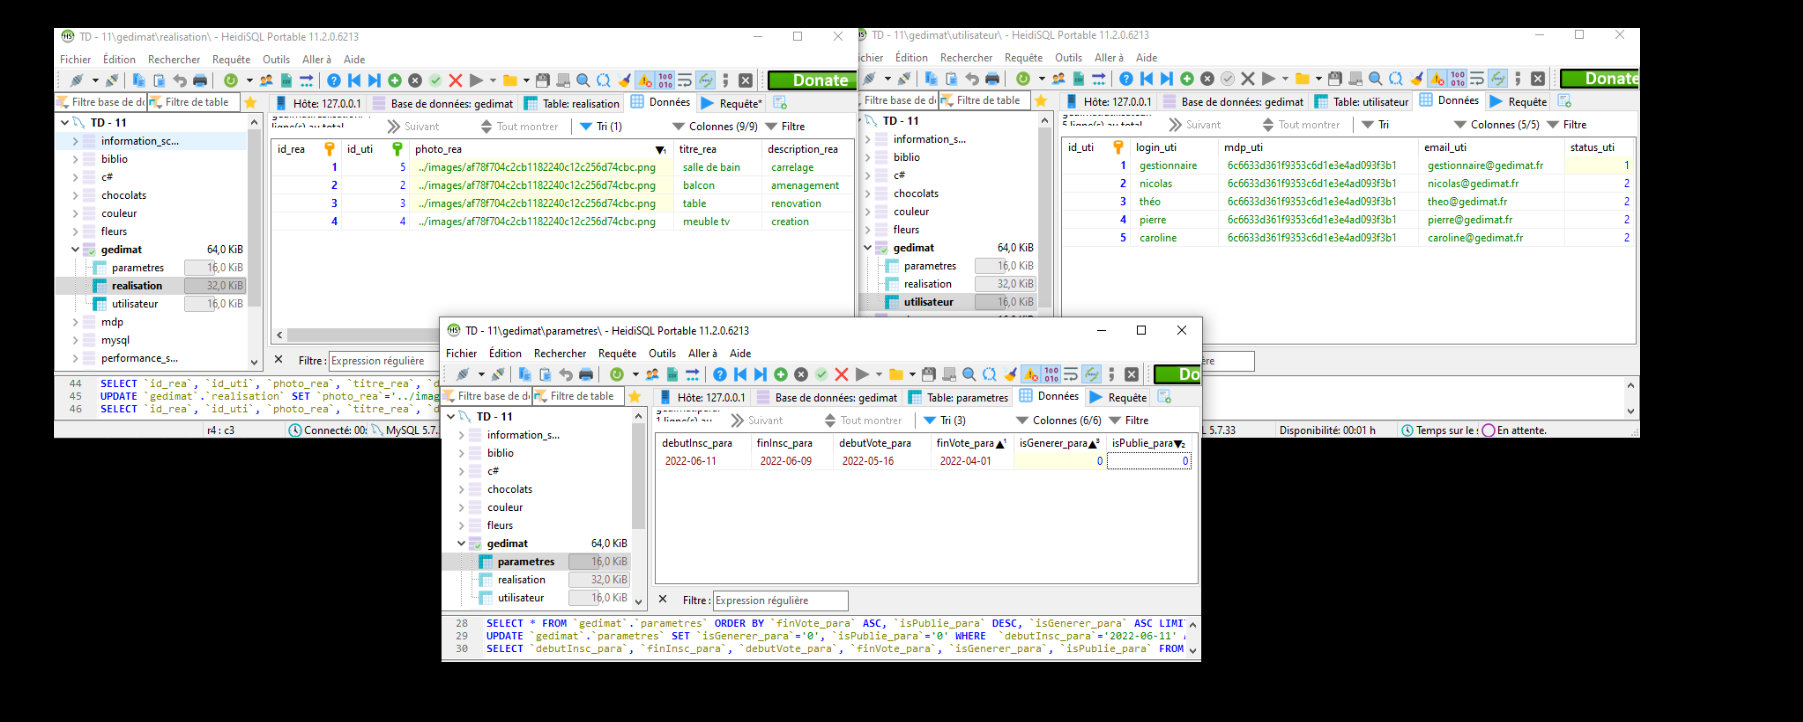 TD - 11\gedimat\realisation\ - HeidiSQL Portable 11.2.0.6213
Fichier Édition Rechercher Requête Outils Aller à Aide
Donate
Filtre base de d Filtre de table
Hôte: 127.0.0.1 Base de données: gedimat Table: realisation Données Requête*
Suivant Tout montrer Tri (1) Colonnes (9/9) Filtre
TD - 11
information_sc...
biblio
c#
chocolats
couleur
fleurs
gedimat 64,0 KiB
parametres 16,0 KiB
realisation 32,0 KiB
utilisateur 16,0 KiB
mdp
mysql
performance_s...
id_rea id_uti photo_rea titre_rea description_rea
1 5 ../images/af78f704c2cb1182240c12c256d74cbc.png salle de bain carrelage
2 2 ../images/af78f704c2cb1182240c12c256d74cbc.png balcon amenagement
3 3 ../images/af78f704c2cb1182240c12c256d74cbc.png table renovation
4 4 ../images/af78f704c2cb1182240c12c256d74cbc.png meuble tv creation
Filtre : Expression régulière
44 SELECT `id_rea`, `id_uti`, `photo_rea`, `titre_rea`, `d
45 UPDATE `gedimat`.`realisation` SET `photo_rea`='../imag
46 SELECT `id_rea`, `id_uti`, `photo_rea`, `titre_rea`, `d
r4 : c3 Connecté: 00: MySQL 5.7.
TD - 11\gedimat\utilisateur\ - HeidiSQL Portable 11.2.0.6213
ichier Édition Rechercher Requête Outils Aller à Aide
Donate
Filtre base de d Filtre de table
Hôte: 127.0.0.1 Base de données: gedimat Table: utilisateur Données Requête
Suivant Tout montrer Tri Colonnes (5/5) Filtre
TD - 11
information_s...
biblio
c#
chocolats
couleur
fleurs
gedimat 64,0 KiB
parametres 16,0 KiB
realisation 32,0 KiB
utilisateur 16,0 KiB
id_uti login_uti mdp_uti email_uti status_uti
1 gestionnaire 6c6633d361f9353c6d1e3e4ad093f3b1 gestionnaire@gedimat.fr 1
2 nicolas 6c6633d361f9353c6d1e3e4ad093f3b1 nicolas@gedimat.fr 2
3 théo 6c6633d361f9353c6d1e3e4ad093f3b1 theo@gedimat.fr 2
4 pierre 6c6633d361f9353c6d1e3e4ad093f3b1 pierre@gedimat.fr 2
5 caroline 6c6633d361f9353c6d1e3e4ad093f3b1 caroline@gedimat.fr 2
ère
L 5.7.33 Disponibilité: 00:01 h Temps sur le s En attente.
TD - 11\gedimat\parametres\ - HeidiSQL Portable 11.2.0.6213
Fichier Édition Rechercher Requête Outils Aller à Aide
Do
Filtre base de d Filtre de table
Hôte: 127.0.0.1 Base de données: gedimat Table: parametres Données Requête
Suivant Tout montrer Tri (3) Colonnes (6/6) Filtre
TD - 11
information_s...
biblio
c#
chocolats
couleur
fleurs
gedimat 64,0 KiB
parametres 16,0 KiB
realisation 32,0 KiB
utilisateur 16,0 KiB
debutInsc_para finInsc_para debutVote_para finVote_para isGenerer_para isPublie_para
2022-06-11 2022-06-09 2022-05-16 2022-04-01 0 0
Filtre : Expression régulière
28 SELECT * FROM `gedimat`.`parametres` ORDER BY `finVote_para` ASC, `isPublie_para` DESC, `isGenerer_para` ASC LIMI
29 UPDATE `gedimat`.`parametres` SET `isGenerer_para`='0', `isPublie_para`='0' WHERE `debutInsc_para`='2022-06-11'
30 SELECT `debutInsc_para`, `finInsc_para`, `debutVote_para`, `finVote_para`, `isGenerer_para`, `isPublie_para` FROM